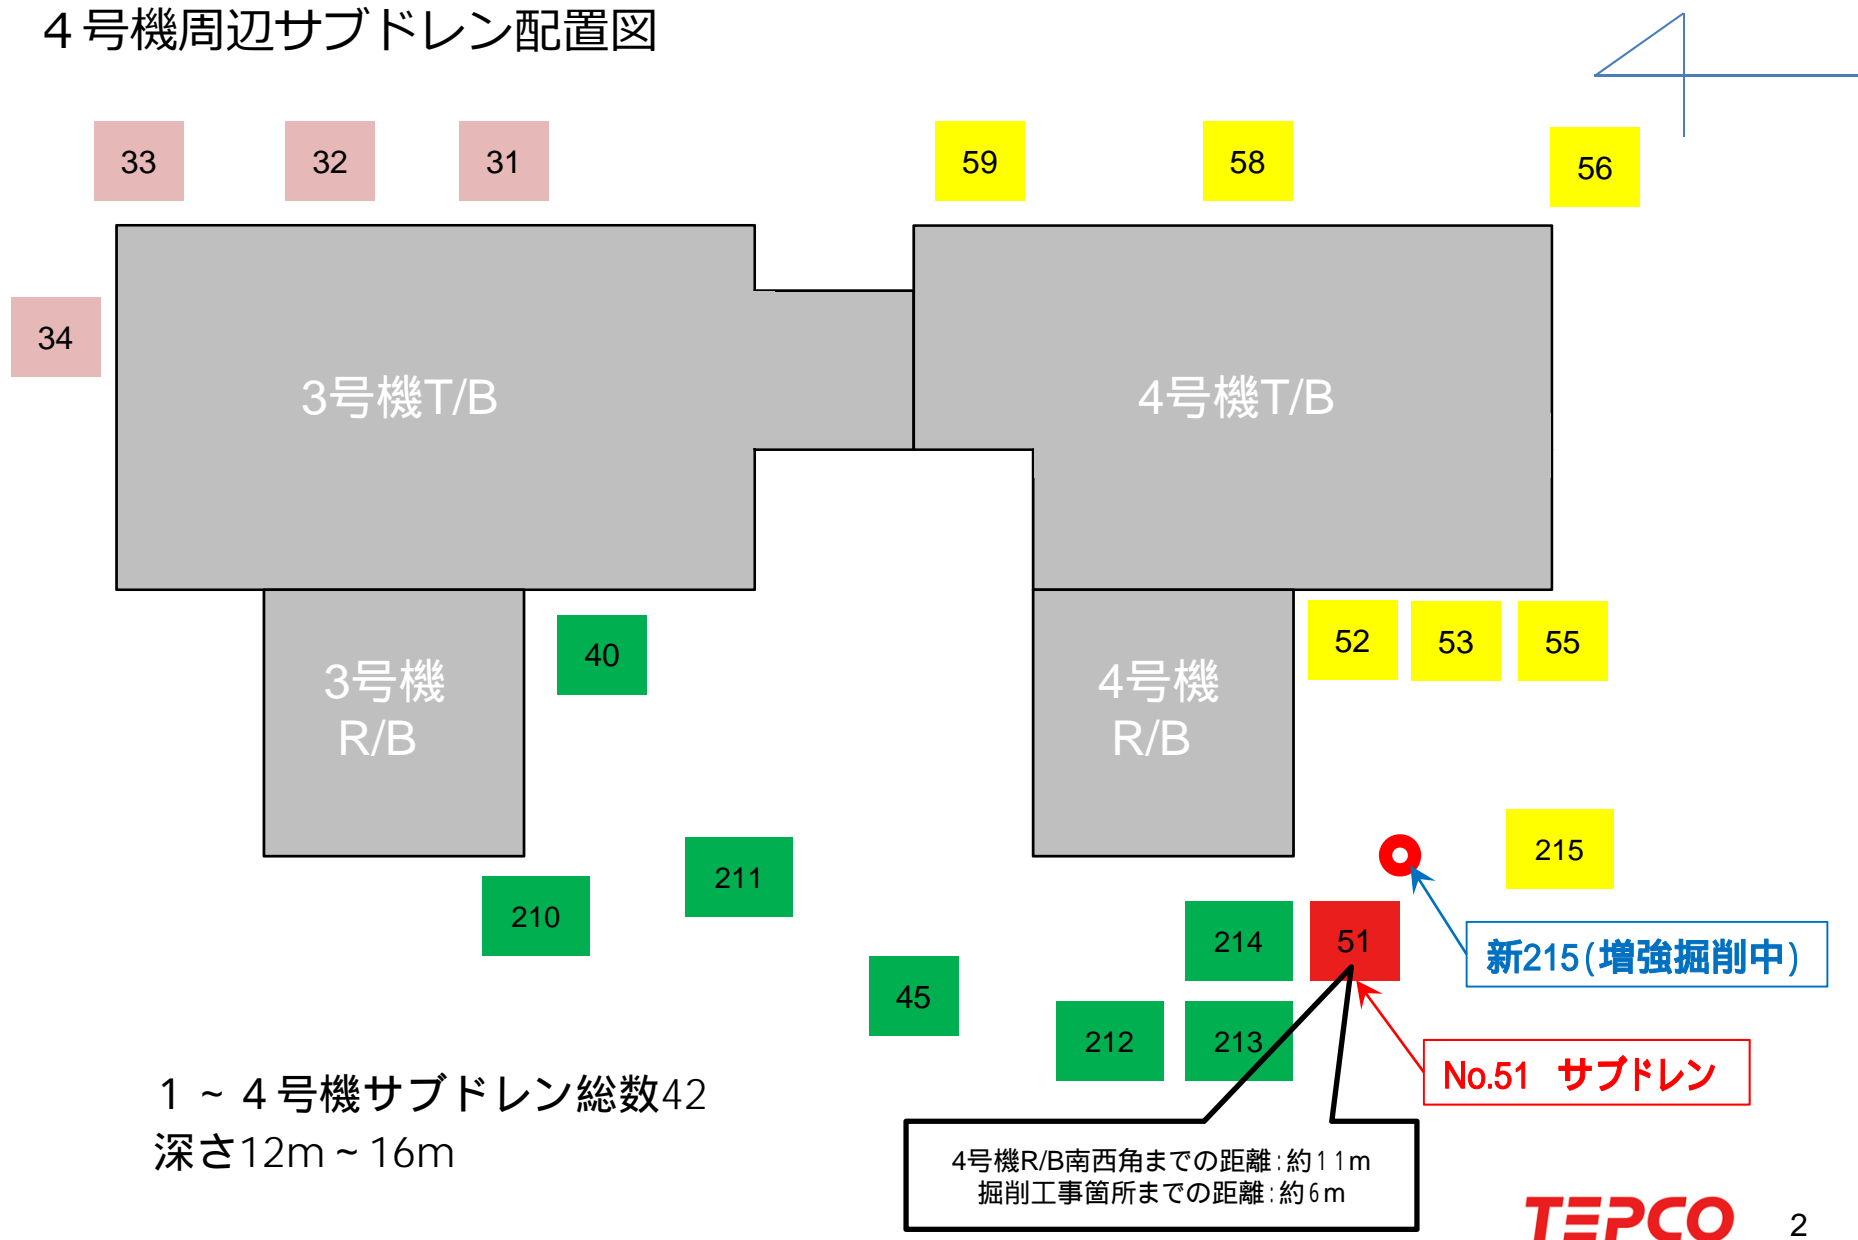 ４号機周辺サブドレン配置図
33
32
31
59
58
56
34
3号機T/B
4号機T/B
52
53
55
40
3号機
R/B
4号機
R/B
215
211
210
214
51
新215(増強掘削中)
45
212
213
No.51　サブドレン
１～４号機サブドレン総数42
深さ12m～16m
4号機R/B南西角までの距離:約11m
掘削工事箇所までの距離:約6m
TEPCO
2